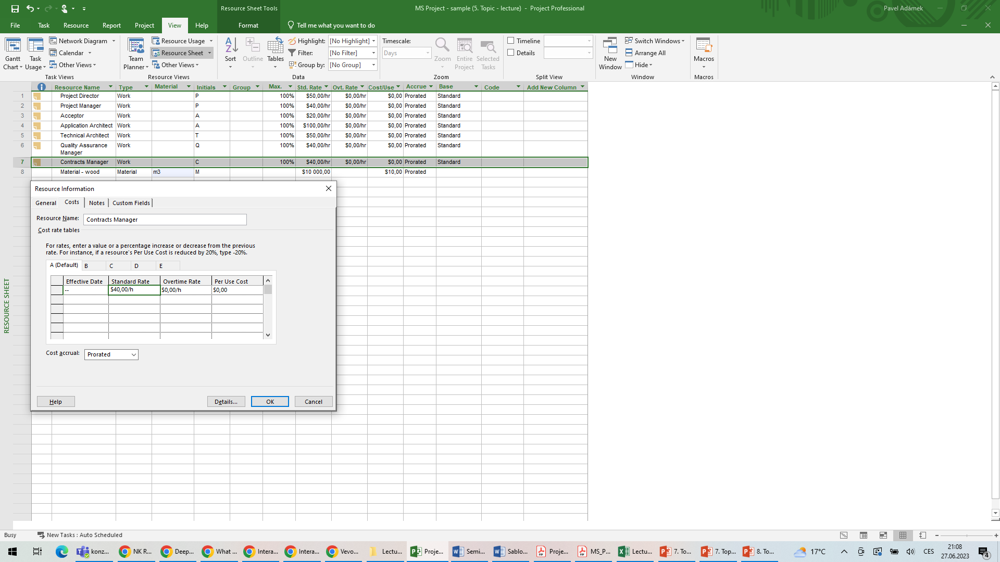 Resource Sheet Tools
MS Project - sample (5. Topic - lecture) - Project Professional
Pavel Adámek
File Task Resource Report Project View Help Format Tell me what you want to do
Network Diagram Resource Usage Highlight: [No Highlight] Timescale: Timeline Switch Windows
Calendar Resource Sheet Filter: [No Filter] Days Details Arrange All
Gantt Chart Task Usage Other Views Team Planner Other Views Sort Outline Tables Group by: [No Group] Zoom Entire Project Selected Tasks New Window Hide Macros
Task Views Resource Views Data Zoom Split View Window Macros
Resource Name Type Material Initials Group Max. Std. Rate Ovt. Rate Cost/Use Accrue Base Code Add New Column
1 Project Director Work P 100% $50,00/hr $0,00/hr $0,00 Prorated Standard
2 Project Manager Work P 100% $40,00/hr $0,00/hr $0,00 Prorated Standard
3 Acceptor Work A 100% $20,00/hr $0,00/hr $0,00 Prorated Standard
4 Application Architect Work A 100% $100,00/hr $0,00/hr $0,00 Prorated Standard
5 Technical Architect Work T 100% $50,00/hr $0,00/hr $0,00 Prorated Standard
6 Quality Assurance Manager Work Q 100% $40,00/hr $0,00/hr $0,00 Prorated Standard
7 Contracts Manager Work C 100% $40,00/hr $0,00/hr $0,00 Prorated Standard
8 Material - wood Material m3 M $10 000,00 $10,00 Prorated
RESOURCE SHEET
Resource Information
General Costs Notes Custom Fields
Resource Name: Contracts Manager
Cost rate tables
For rates, enter a value or a percentage increase or decrease from the previous
rate. For instance, if a resource's Per Use Cost is reduced by 20%, type -20%.
A (Default) B C D E
Effective Date Standard Rate Overtime Rate Per Use Cost
-- $40,00/h $0,00/h $0,00
Cost accrual: Prorated
Help Details... OK Cancel
Busy New Tasks : Auto Scheduled
konz... NK R... Deep... What ... Intera... Intera... Vevo... Lectu... Proje... Semi... Sablo... Proje... MS_P... Lectu... 7. To... 7. Top... 8. To... 17°C CES 21:08
27.06.2023 4